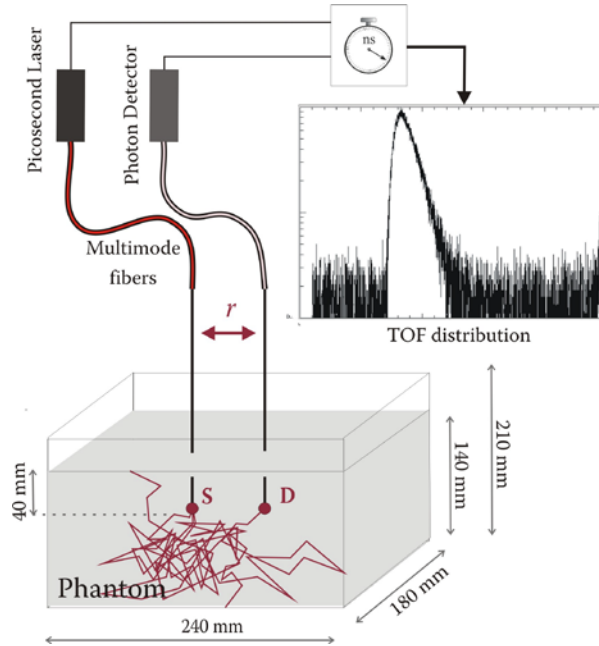 Picosecond Laser
Photon Detector
ns
Multimode
fibers
r
TOF distribution
S
D
40 mm
Phantom
240 mm
180 mm
140 mm
210 mm